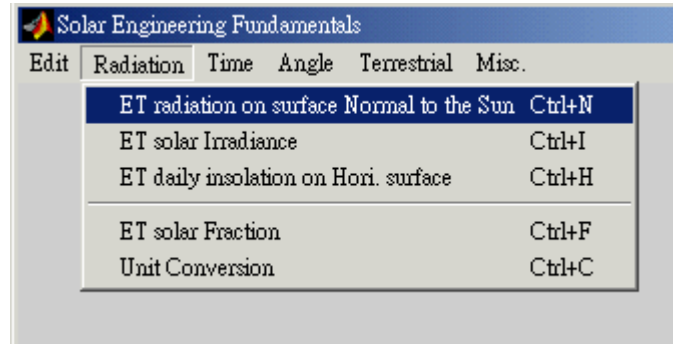 Solar Engineering Fundamentals
Edit Radiation Time Angle Terrestrial Misc.
ET radiation on surface Normal to the Sun Ctrl+N
ET solar Irradiance Ctrl+I
ET daily insolation on Hori. surface Ctrl+H
ET solar Fraction Ctrl+F
Unit Conversion Ctrl+C